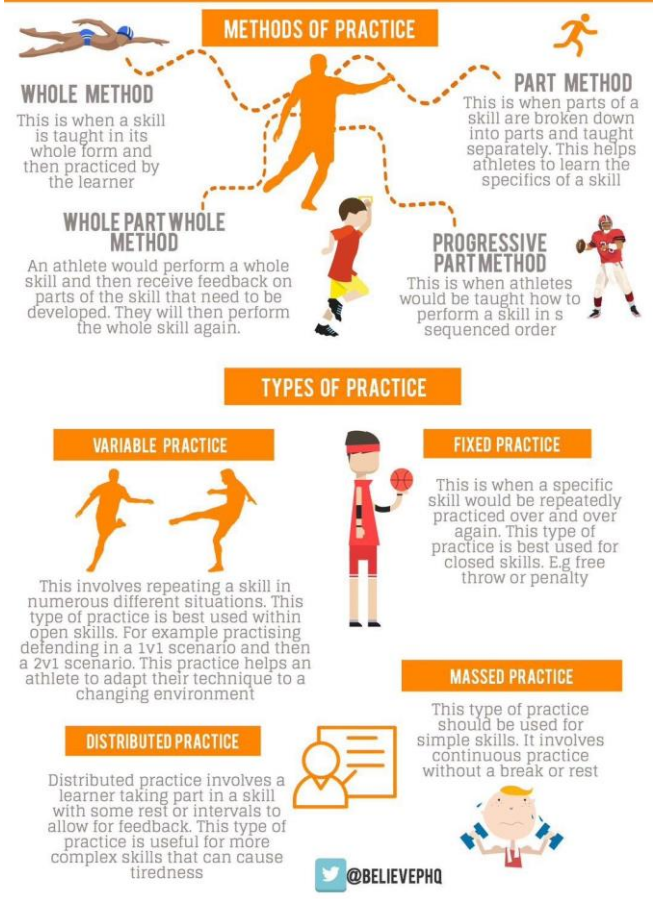 METHODS OF PRACTICE
WHOLE METHOD
This is when a skill
is taught in its
whole form and
then practiced by
the learner
PART METHOD
This is when parts of a
skill are broken down
into parts and taught
separately. This helps
athletes to learn the
specifics of a skill
WHOLE PART WHOLE
METHOD
An athlete would perform a whole
skill and then receive feedback on
parts of the skill that need to be
developed. They will then perform
the whole skill again.
PROGRESSIVE
PART METHOD
This is when athletes
would be taught how to
perform a skill in s
sequenced order
TYPES OF PRACTICE
VARIABLE PRACTICE
This involves repeating a skill in
numerous different situations. This
type of practice is best used within
open skills. For example practising
defending in a 1v1 scenario and then
a 2v1 scenario. This practice helps an
athlete to adapt their technique to a
changing environment
FIXED PRACTICE
This is when a specific
skill would be repeatedly
practiced over and over
again. This type of
practice is best used for
closed skills. E.g free
throw or penalty
MASSED PRACTICE
This type of practice
should be used for
simple skills. It involves
continuous practice
without a break or rest
DISTRIBUTED PRACTICE
Distributed practice involves a
learner taking part in a skill
with some rest or intervals to
allow for feedback. This type of
practice is useful for more
complex skills that can cause
tiredness
@BELIEVEPHQ